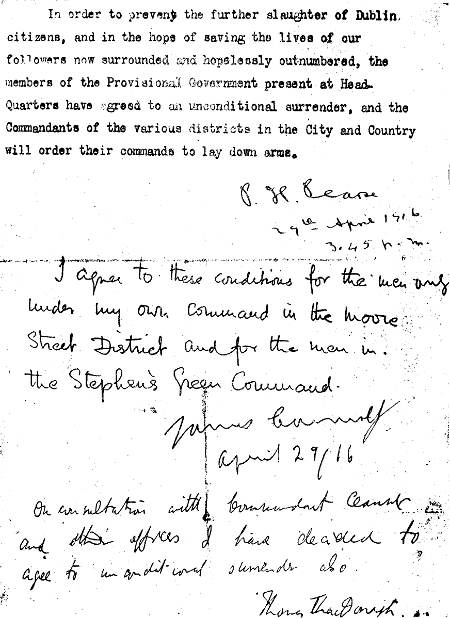 In order to prevent the further slaughter of Dublin
citizens, and in the hope of saving the lives of our
followers now surrounded and hopelessly outnumbered, the
members of the Provisional Government present at Head-
Quarters have agreed to an unconditional surrender, and the
Commandants of the various districts in the City and Country
will order their commands to lay down arms.
P. H. Pearse
29th April 1916
3.45 p.m.
I agree to these conditions for the men only
under my own command in the Moore
Street District and for the men in
the Stephen's Green Command.
James Connolly
April 29/16
On consultation with Commandant Ceannt
and other officers I have decided to
agree to unconditional surrender also.
Thomas MacDonagh